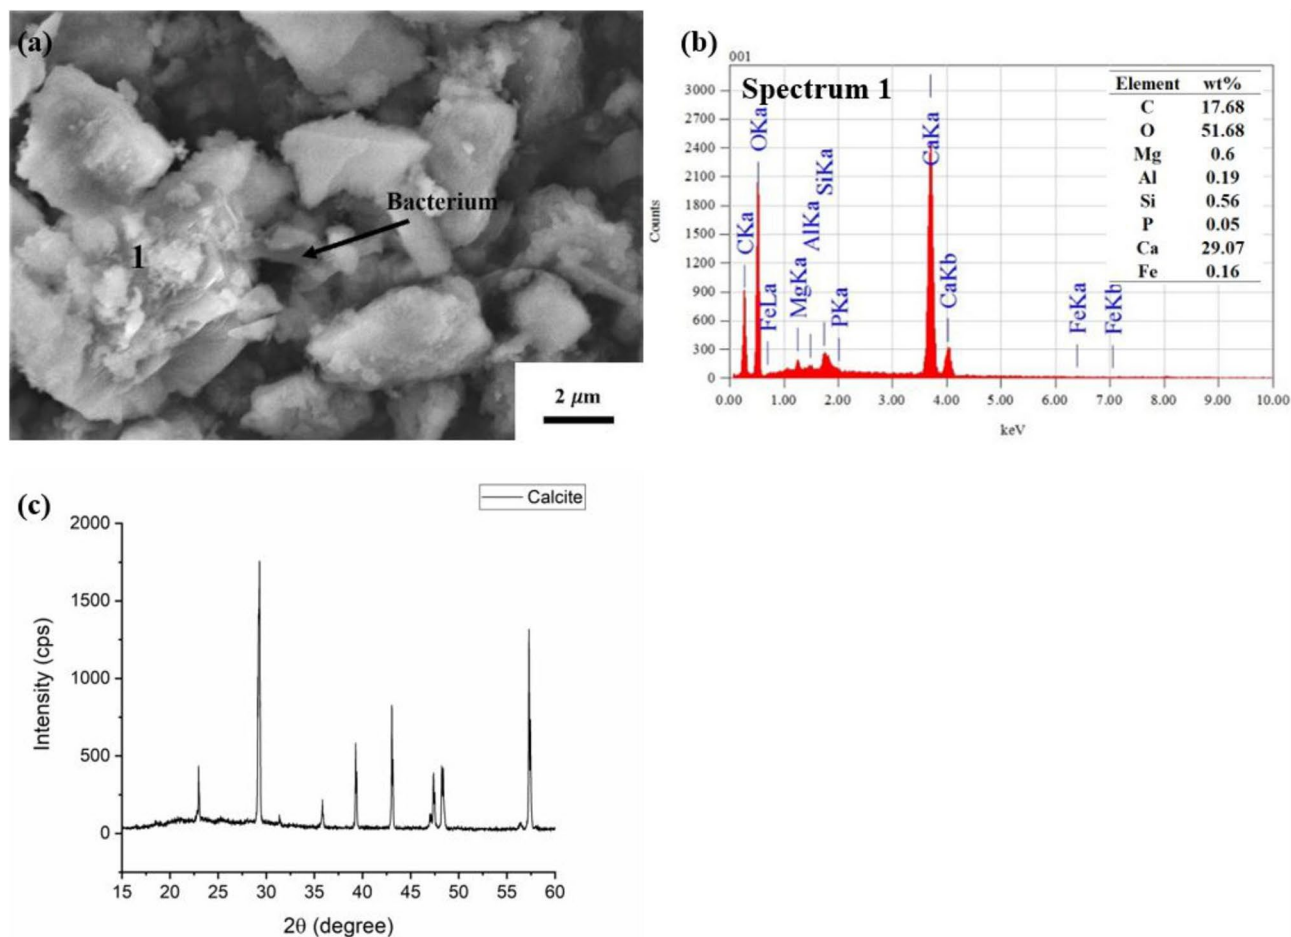 (a)
Bacterium
1
2 μm
(b)
001
Spectrum 1
Element wt%
C 17.68
O 51.68
Mg 0.6
Al 0.19
Si 0.56
P 0.05
Ca 29.07
Fe 0.16
CKa
OKa
FeLa
MgKa
AlKa
SiKa
PKa
CaKa
CaKb
FeKa
FeKb
Counts
3000
2700
2400
2100
1800
1500
1200
900
600
300
0
0.00 1.00 2.00 3.00 4.00 5.00 6.00 7.00 8.00 9.00 10.00
keV
(c)
Calcite
Intensity (cps)
2000
1500
1000
500
0
15 20 25 30 35 40 45 50 55 60
2θ (degree)